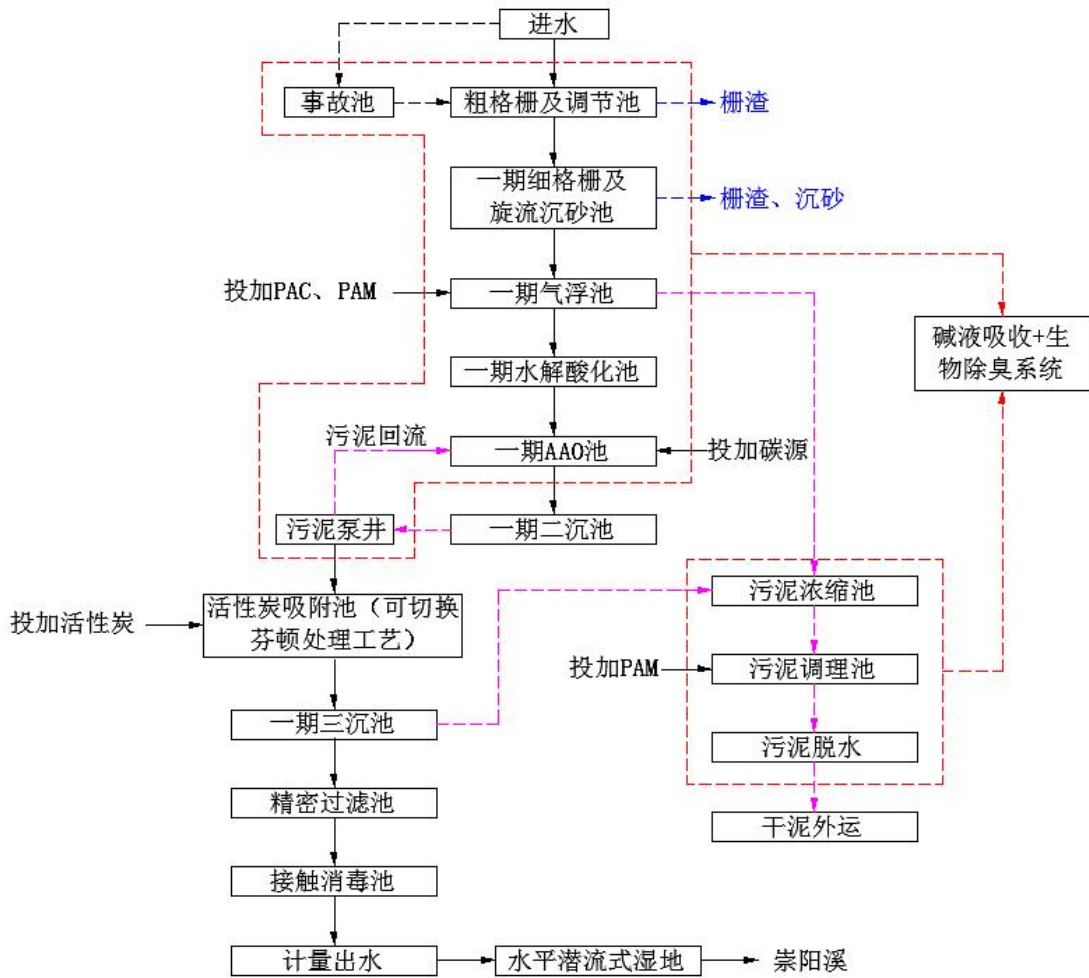 进水
事故池
粗格栅及调节池
栅渣
一期细格栅及
旋流沉砂池
栅渣、沉砂
投加PAC、PAM
一期气浮池
碱液吸收+生
物除臭系统
一期水解酸化池
污泥回流
一期AAO池
投加碳源
污泥泵井
一期二沉池
污泥浓缩池
投加活性炭
活性炭吸附池（可切换
芬顿处理工艺）
投加PAM
污泥调理池
一期三沉池
污泥脱水
精密过滤池
干泥外运
接触消毒池
计量出水
水平潜流式湿地
崇阳溪